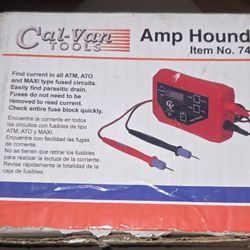 Cal-Van
TOOLS
Amp Hound
Item No. 74
Find current in all ATM, ATO
and MAXI type fused circuits.
Easily find parasitic drain.
Fuses do not need to be
removed to read current.
Check entire fuse block quickly.
Encuentre la corriente en todos
los circuitos con fusibles de tipo
ATM, ATO y MAXI.
Encuentre con facilidad las fugas
de corriente.
No se tienen que retirar los fusibles
para realizar la lectura de la corriente.
Revise rápidamente la totalidad de la
caja de fusibles.